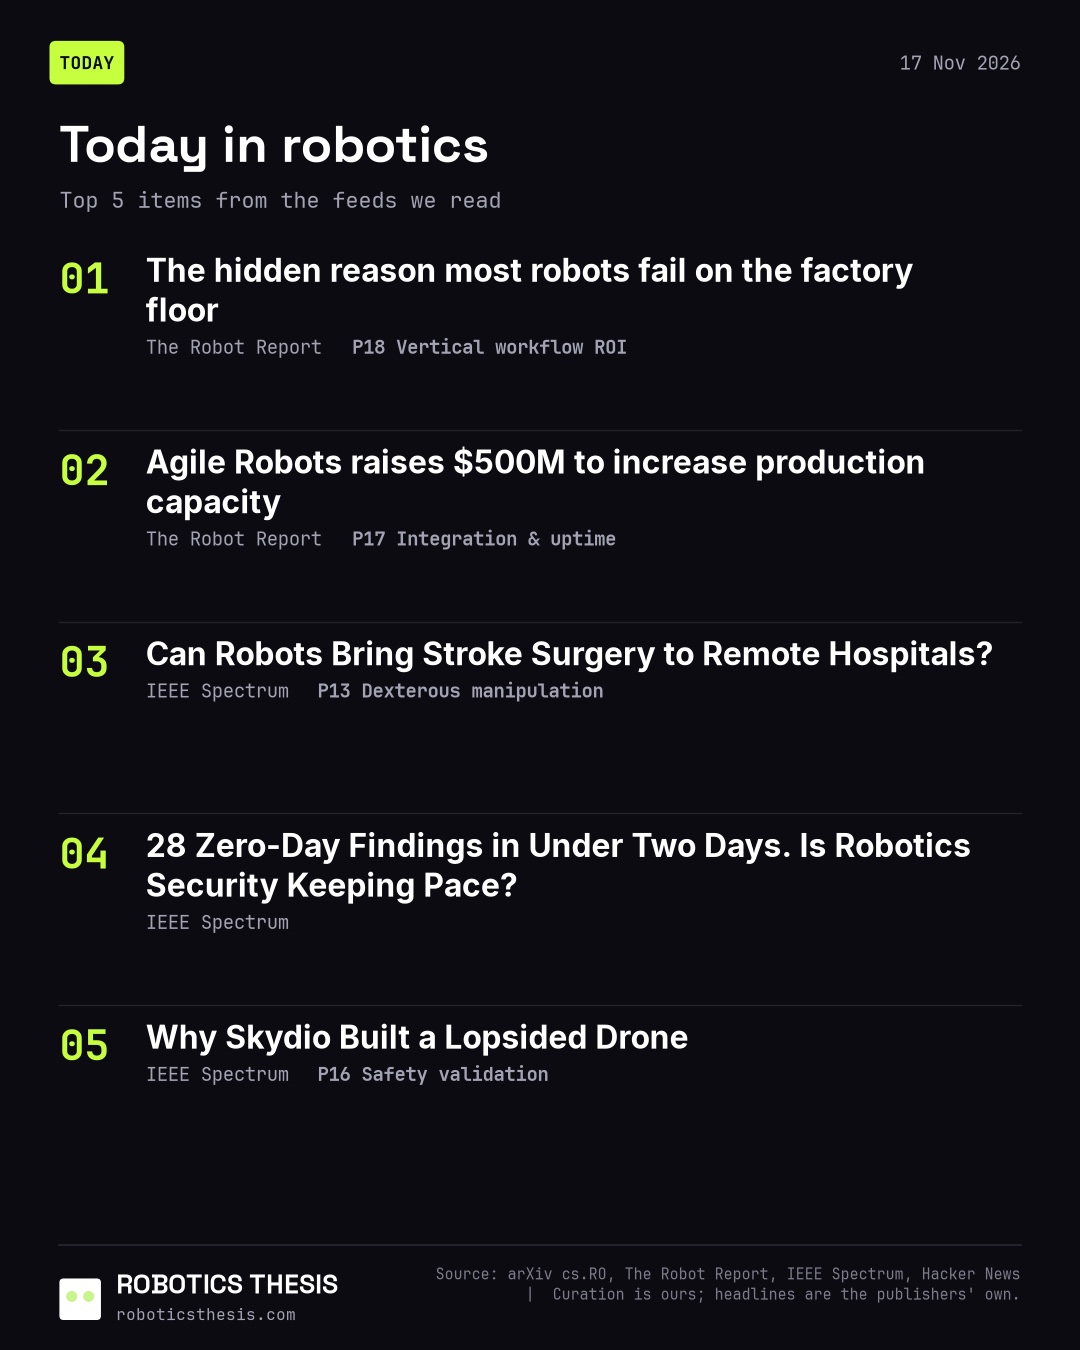 TODAY
17 Nov 2026
Today in robotics
Top 5 items from the feeds we read
01
The hidden reason most robots fail on the factory
floor
The Robot Report P18 Vertical workflow ROI
02
Agile Robots raises $500M to increase production
capacity
The Robot Report P17 Integration & uptime
03
Can Robots Bring Stroke Surgery to Remote Hospitals?
IEEE Spectrum P13 Dexterous manipulation
04
28 Zero-Day Findings in Under Two Days. Is Robotics
Security Keeping Pace?
IEEE Spectrum
05
Why Skydio Built a Lopsided Drone
IEEE Spectrum P16 Safety validation
ROBOTICS THESIS
roboticsthesis.com
Source: arXiv cs.RO, The Robot Report, IEEE Spectrum, Hacker News
| Curation is ours; headlines are the publishers' own.